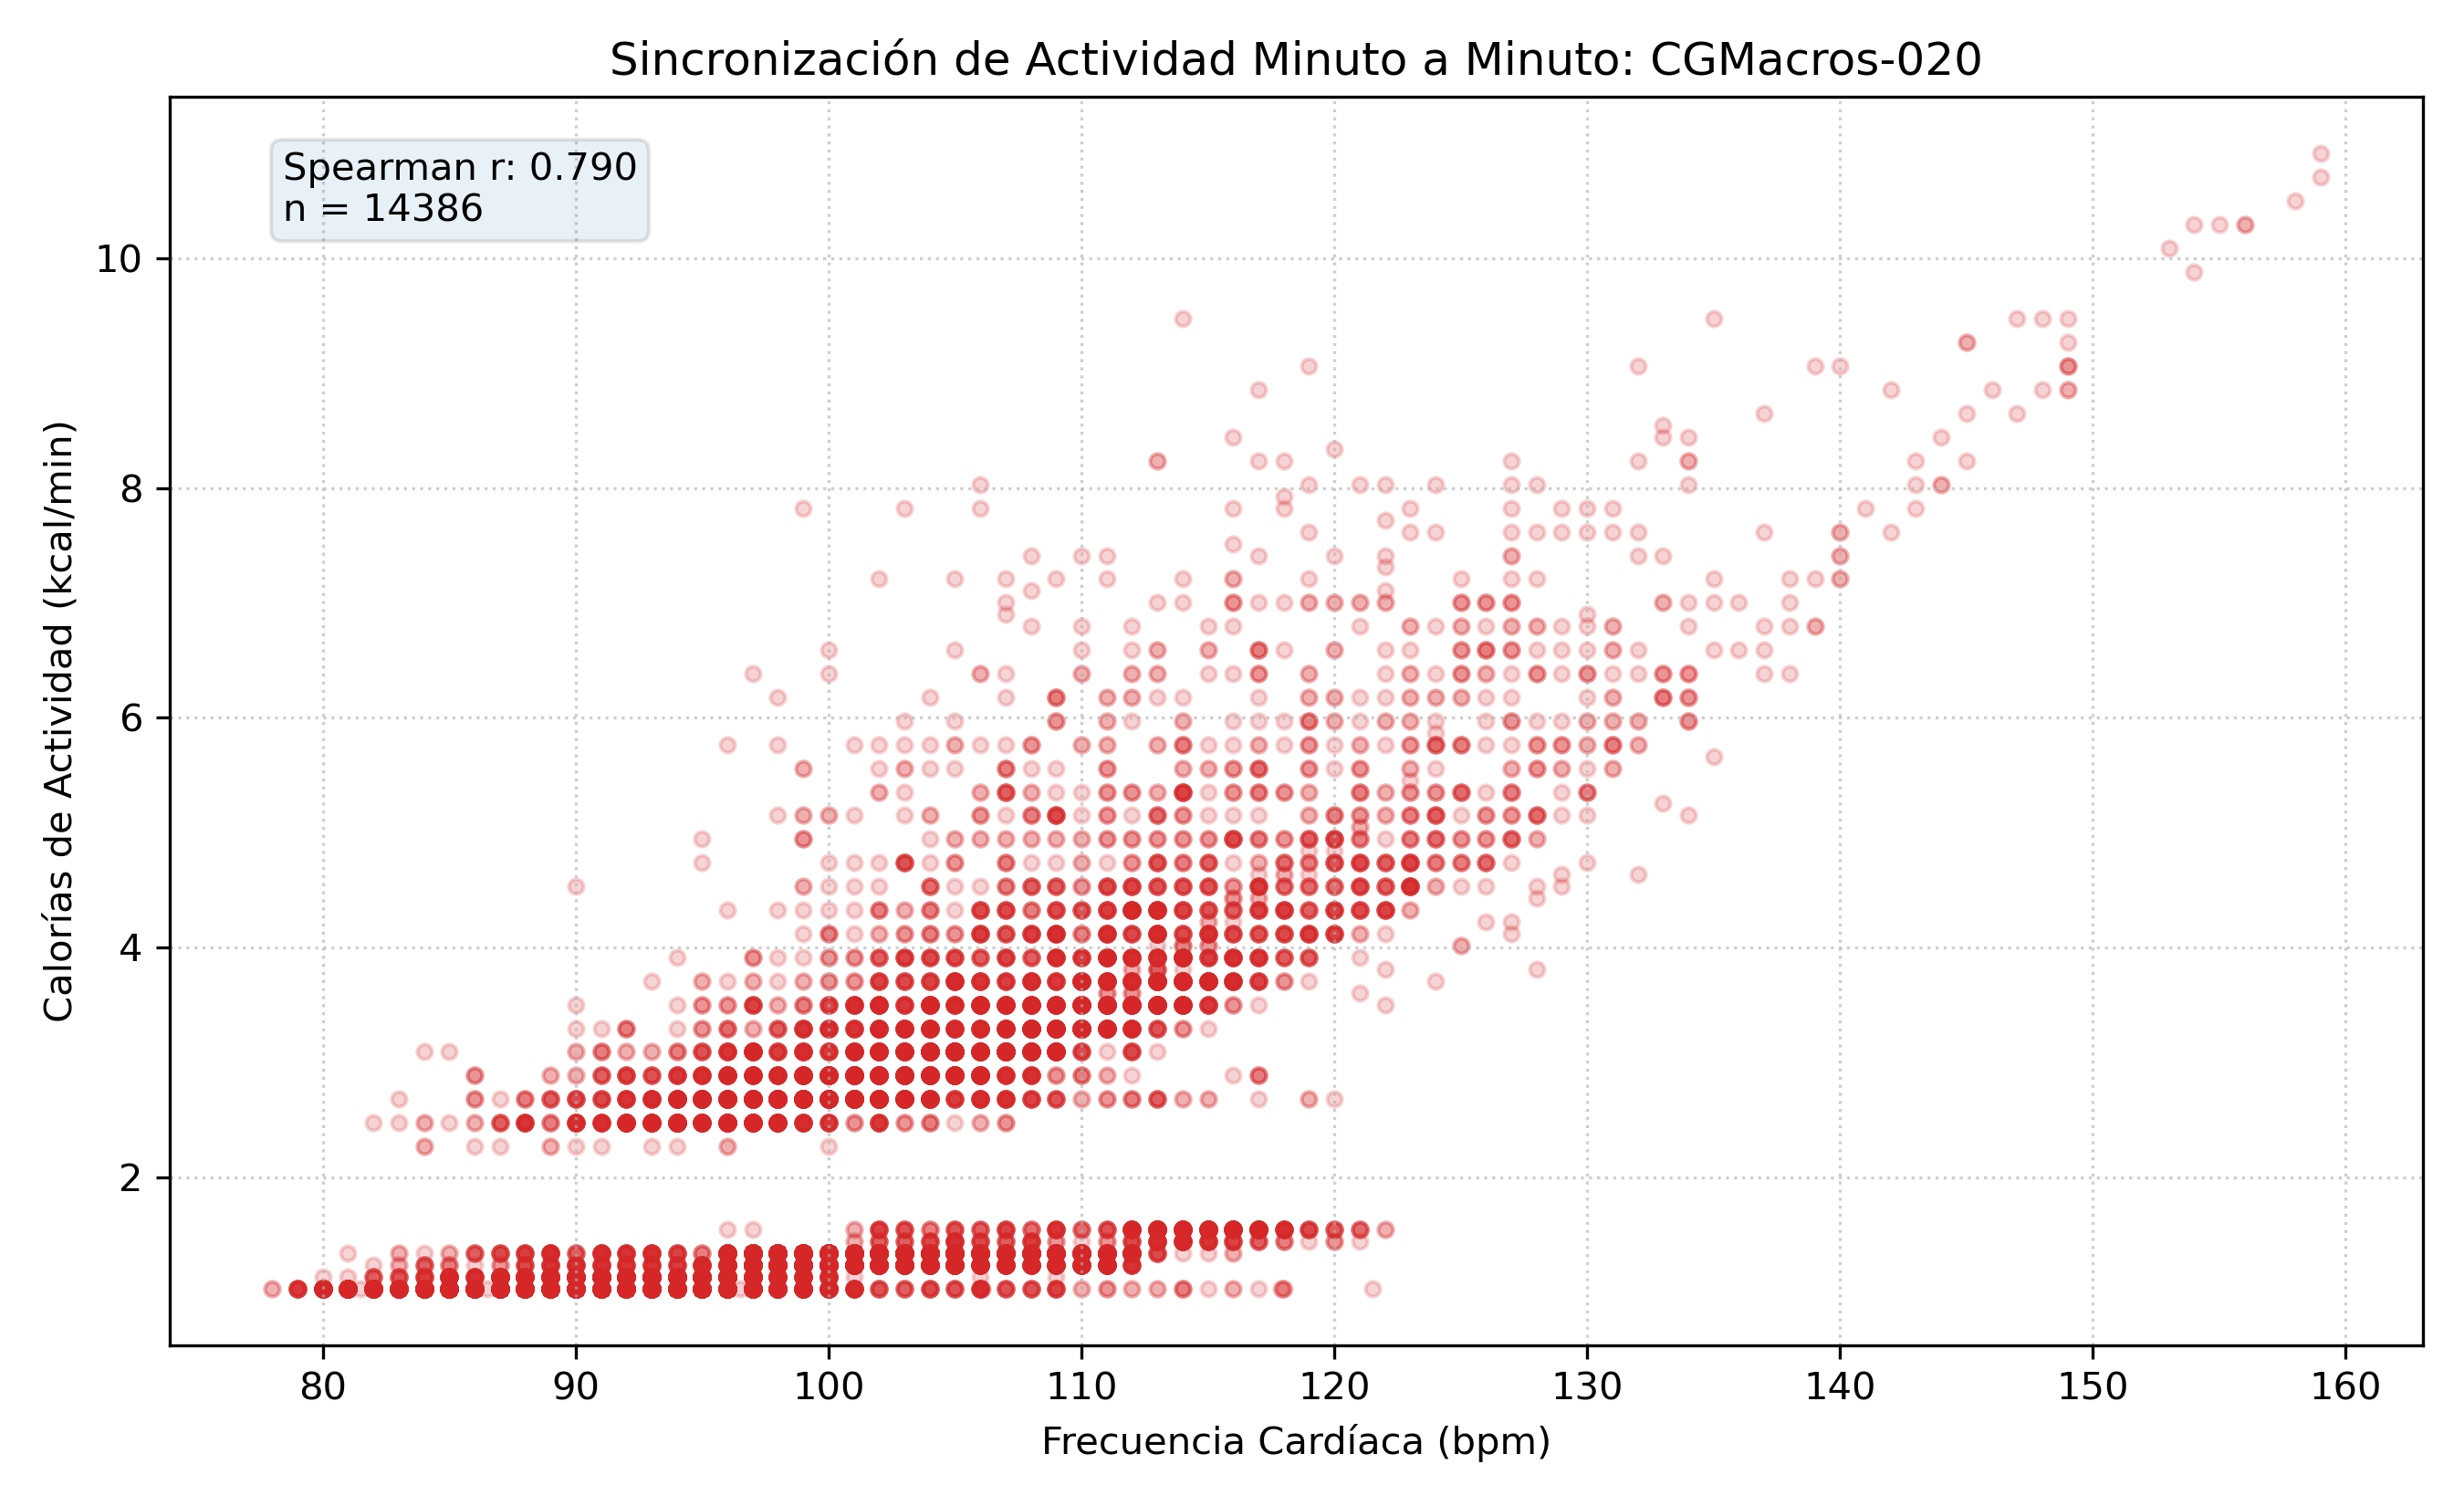 Sincronización de Actividad Minuto a Minuto: CGMacros-020
Spearman r: 0.790
n = 14386
Calorías de Actividad (kcal/min)
10
8
6
4
2
80 90 100 110 120 130 140 150 160
Frecuencia Cardíaca (bpm)